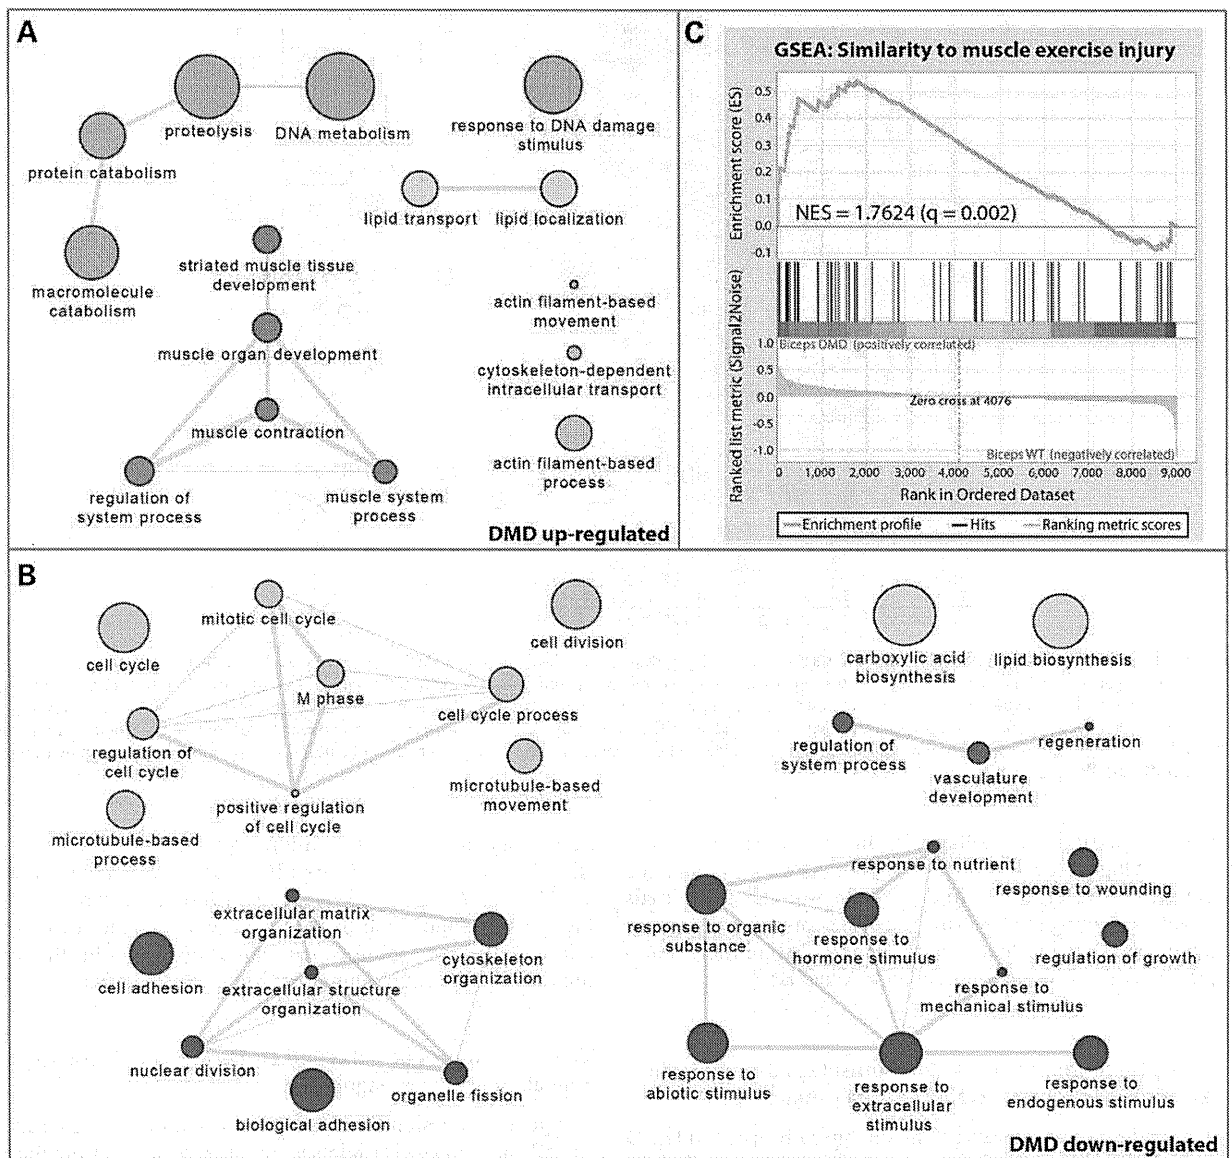 A
proteolysis
DNA metabolism
response to DNA damage
stimulus
protein catabolism
lipid transport
lipid localization
striated muscle tissue
development
macromolecule
catabolism
actin filament-based
movement
muscle organ development
cytoskeleton-dependent
intracellular transport
muscle contraction
actin filament-based
process
regulation of
system process
muscle system
process
DMD up-regulated
C
GSEA: Similarity to muscle exercise injury
Enrichment score (ES)
0.5
0.4
0.3
0.2
0.1
0.0
-0.1
NES = 1.7624 (q = 0.002)
Ranked list metric (Signal2Noise)
1.0
0.5
0.0
-0.5
-1.0
Biceps DMD (positively correlated)
Zero cross at 4076
Biceps WT (negatively correlated)
0 1,000 2,000 3,000 4,000 5,000 6,000 7,000 8,000 9,000
Rank in Ordered Dataset
Enrichment profile Hits Ranking metric scores
B
cell cycle
mitotic cell cycle
cell division
M phase
cell cycle process
regulation of
cell cycle
microtubule-based
movement
positive regulation
of cell cycle
microtubule-based
process
carboxylic acid
biosynthesis
lipid biosynthesis
regulation of
system process
regeneration
vasculature
development
extracellular matrix
organization
cytoskeleton
organization
cell adhesion
extracellular structure
organization
nuclear division
organelle fission
biological adhesion
response to nutrient
response to wounding
response to organic
substance
response to
hormone stimulus
regulation of growth
response to
mechanical stimulus
response to
abiotic stimulus
response to
extracellular
stimulus
response to
endogenous stimulus
DMD down-regulated